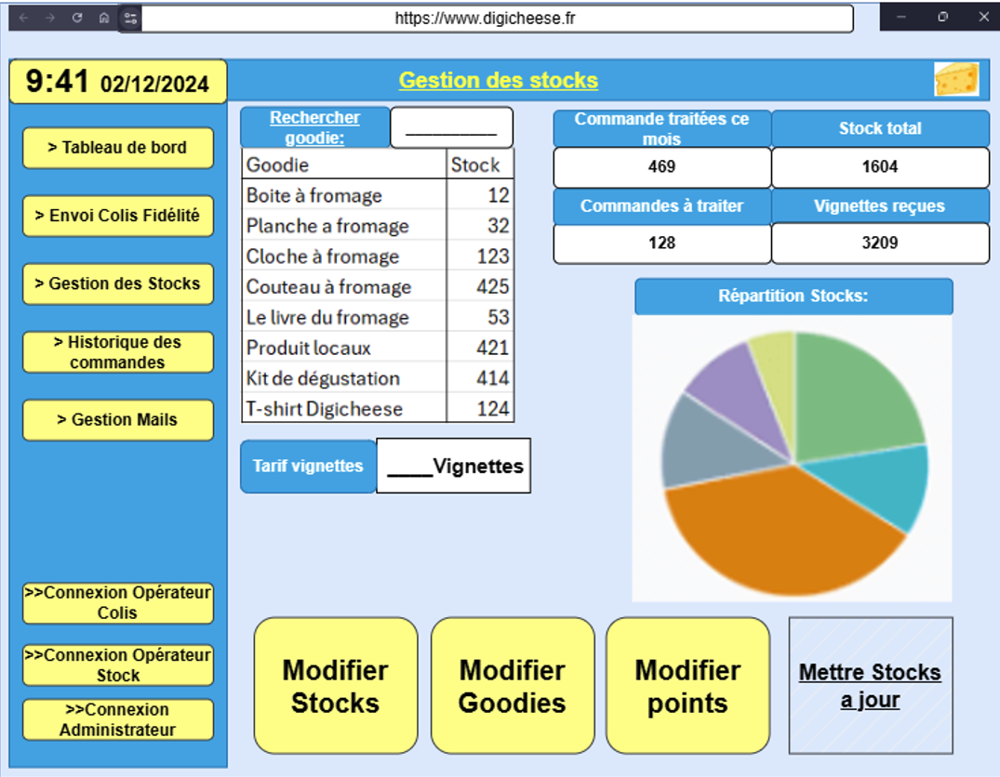 https://www.digicheese.fr
9:41 02/12/2024
Gestion des stocks
> Tableau de bord
> Envoi Colis Fidélité
> Gestion des Stocks
> Historique des
commandes
> Gestion Mails
>>Connexion Opérateur
Colis
>>Connexion Opérateur
Stock
>>Connexion
Administrateur
Rechercher
goodie:
__________
Goodie Stock
Boite à fromage 12
Planche a fromage 32
Cloche à fromage 123
Couteau à fromage 425
Le livre du fromage 53
Produit locaux 421
Kit de dégustation 414
T-shirt Digicheese 124
Tarif vignettes
____Vignettes
Commande traitées ce
mois
Stock total
469
1604
Commandes à traiter
Vignettes reçues
128
3209
Répartition Stocks:
Modifier
Stocks
Modifier
Goodies
Modifier
points
Mettre Stocks
a jour